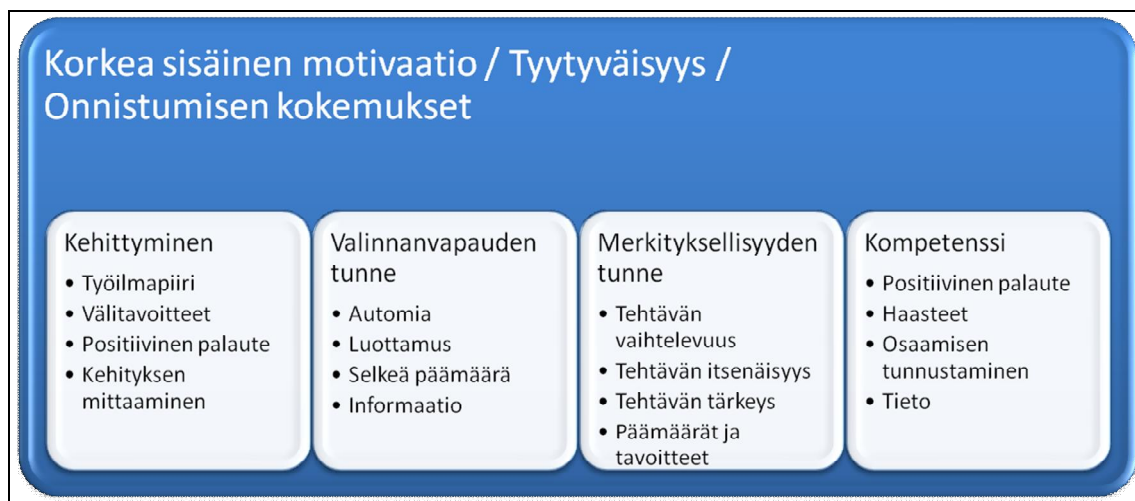 Korkea sisäinen motivaatio / Tyytyväisyys /
Onnistumisen kokemukset
Kehittyminen
• Työilmapiiri
• Välitavoitteet
• Positiivinen palaute
• Kehityksen
mittaaminen
Valinnanvapauden
tunne
• Automia
• Luottamus
• Selkeä päämäärä
• Informaatio
Merkityksellisyyden
tunne
• Tehtävän
vaihtelevuus
• Tehtävän itsenäisyys
• Tehtävän tärkeys
• Päämäärät ja
tavoitteet
Kompetenssi
• Positiivinen palaute
• Haasteet
• Osaamisen
tunnustaminen
• Tieto